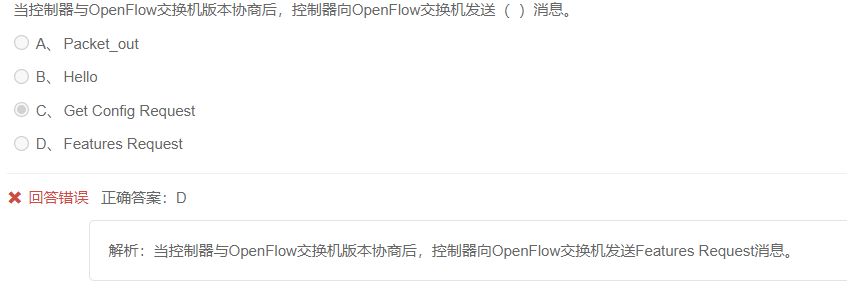 当控制器与OpenFlow交换机版本协商后，控制器向OpenFlow交换机发送（ ）消息。
A、 Packet_out
B、 Hello
C、 Get Config Request
D、 Features Request
回答错误 正确答案：D
解析：当控制器与OpenFlow交换机版本协商后，控制器向OpenFlow交换机发送Features Request消息。